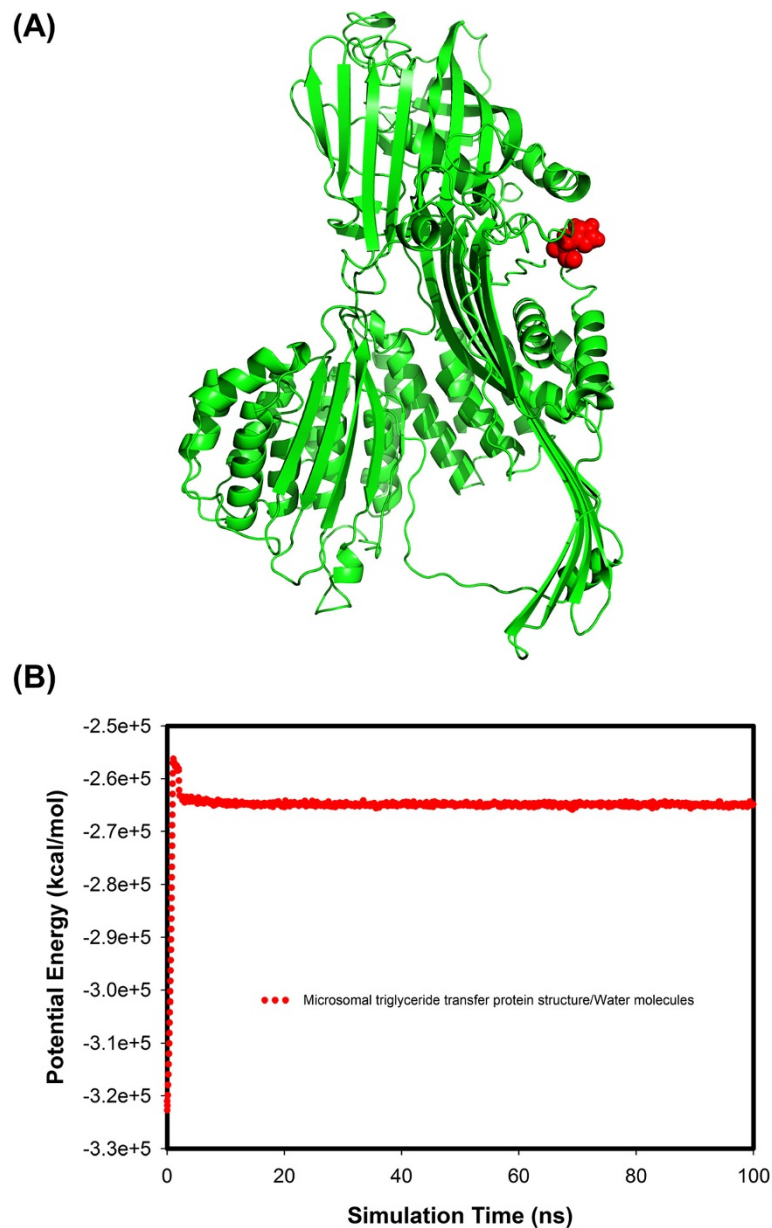 (A)
(B)
-2.5e+5
-2.6e+5
-2.7e+5
-2.8e+5
-2.9e+5
-3.0e+5
-3.1e+5
-3.2e+5
-3.3e+5
Potential Energy (kcal/mol)
Microsomal triglyceride transfer protein structure/Water molecules
0 20 40 60 80 100
Simulation Time (ns)